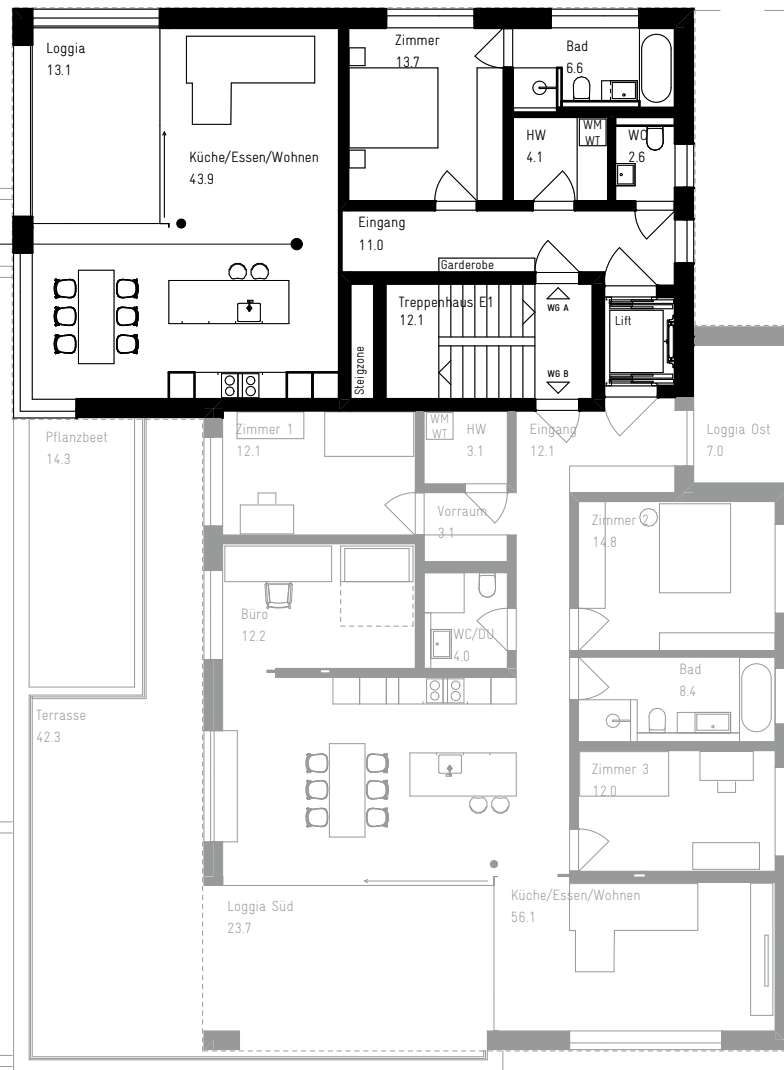 Loggia
13.1
Zimmer
13.7
Bad
6.6
Küche/Essen/Wohnen
43.9
HW
4.1
WM
WT
WC
2.6
Eingang
11.0
Garderobe
Treppenhaus E1
12.1
WG A
WG B
Lift
Steigzone
Pflanzbeet
14.3
Zimmer 1
12.1
WM
WT
HW
3.1
Eingang
12.1
Loggia Ost
7.0
Vorraum
3.1
Zimmer 2
14.8
Büro
12.2
WC/DU
4.0
Bad
8.4
Terrasse
42.3
Zimmer 3
12.0
Loggia Süd
23.7
Küche/Essen/Wohnen
56.1